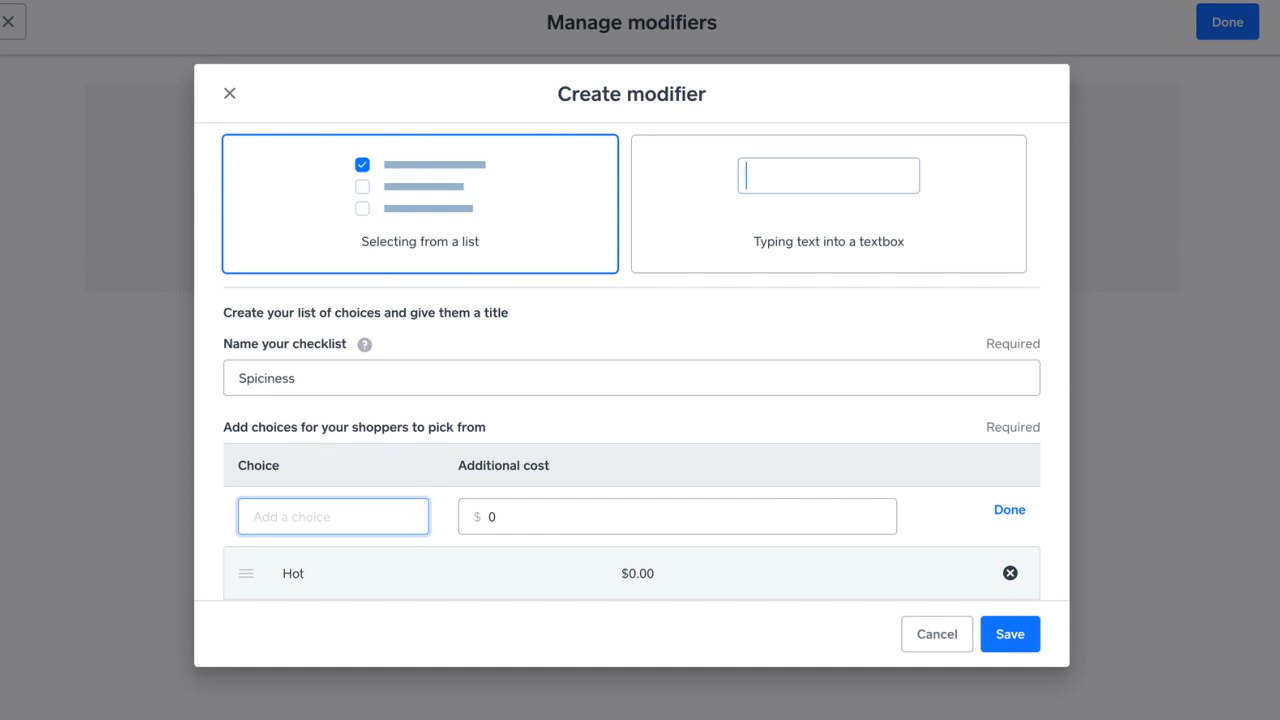 Manage modifiers
Done
Create modifier
Selecting from a list
Typing text into a textbox
Create your list of choices and give them a title
Name your checklist ? Required
Spiciness
Add choices for your shoppers to pick from Required
Choice Additional cost
Add a choice $ 0 Done
Hot $0.00
Cancel Save